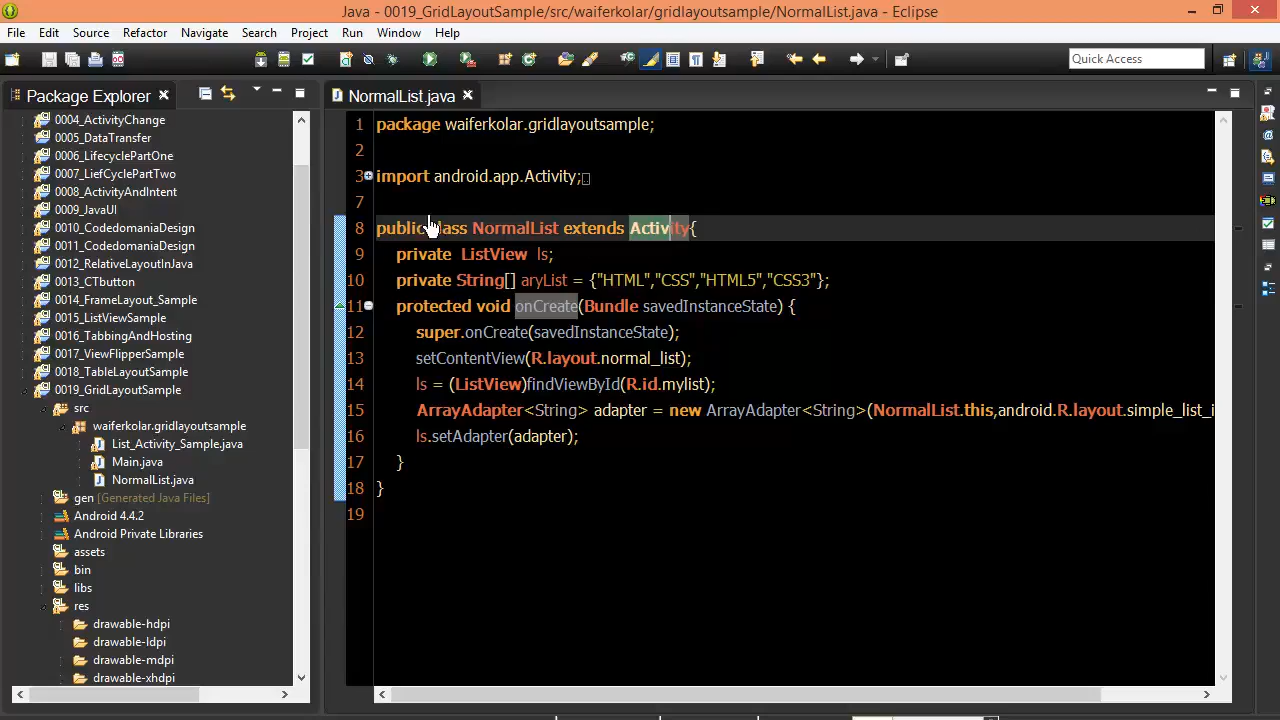 Java - 0019_GridLayoutSample/src/waiferkolar/gridlayoutsample/NormalList.java - Eclipse
File Edit Source Refactor Navigate Search Project Run Window Help
Quick Access
Package Explorer
NormalList.java
0004_ActivityChange
0005_DataTransfer
0006_LifecyclePartOne
0007_LiefCyclePartTwo
0008_ActivityAndIntent
0009_JavaUI
0010_CodedomaniaDesign
0011_CodedomaniaDesign
0012_RelativeLayoutInJava
0013_CTbutton
0014_FrameLayout_Sample
0015_ListViewSample
0016_TabbingAndHosting
0017_ViewFlipperSample
0018_TableLayoutSample
0019_GridLayoutSample
src
waiferkolar.gridlayoutsample
List_Activity_Sample.java
Main.java
NormalList.java
gen [Generated Java Files]
Android 4.4.2
Android Private Libraries
assets
bin
libs
res
drawable-hdpi
drawable-ldpi
drawable-mdpi
drawable-xhdpi
1 package waiferkolar.gridlayoutsample;
2
3 import android.app.Activity;
7
8 public class NormalList extends Activity{
9 private ListView ls;
10 private String[] aryList = {"HTML","CSS","HTML5","CSS3"};
11 protected void onCreate(Bundle savedInstanceState) {
12 super.onCreate(savedInstanceState);
13 setContentView(R.layout.normal_list);
14 ls = (ListView)findViewById(R.id.mylist);
15 ArrayAdapter<String> adapter = new ArrayAdapter<String>(NormalList.this,android.R.layout.simple_list_i
16 ls.setAdapter(adapter);
17 }
18 }
19